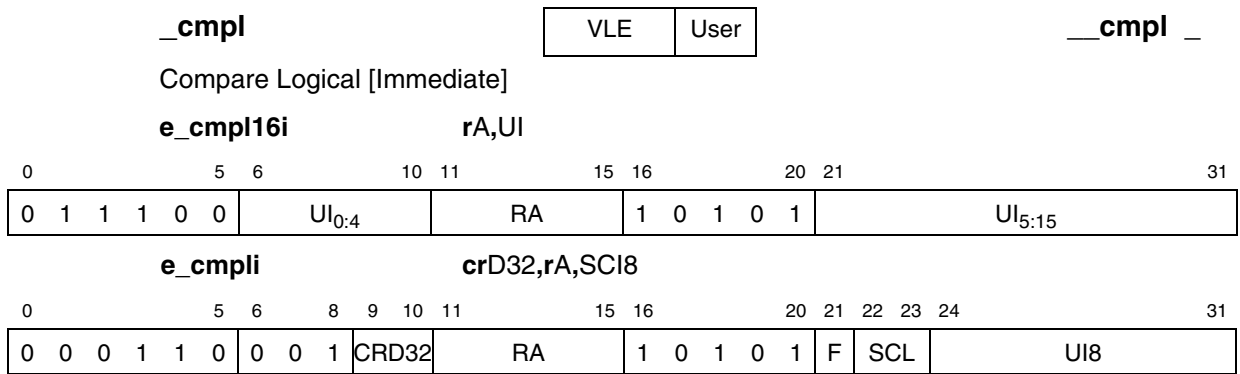 _cmpl VLE User __cmpl _
Compare Logical [Immediate]
e_cmpl16i rA,UI
0 5 6 10 11 15 16 20 21 31
0 1 1 1 0 0 UI0:4 RA 1 0 1 0 1 UI5:15
e_cmpli crD32,rA,SCI8
0 5 6 8 9 10 11 15 16 20 21 22 23 24 31
0 0 0 1 1 0 0 0 1 CRD32 RA 1 0 1 0 1 F SCL UI8